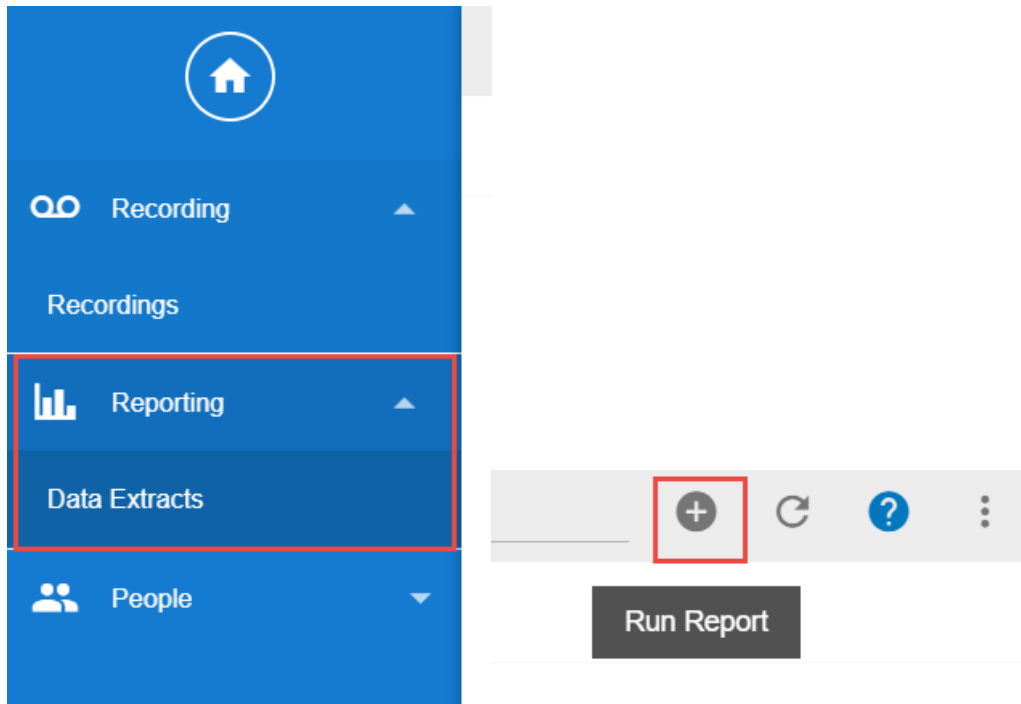 Recording
Recordings
Reporting
Data Extracts
People
Run Report